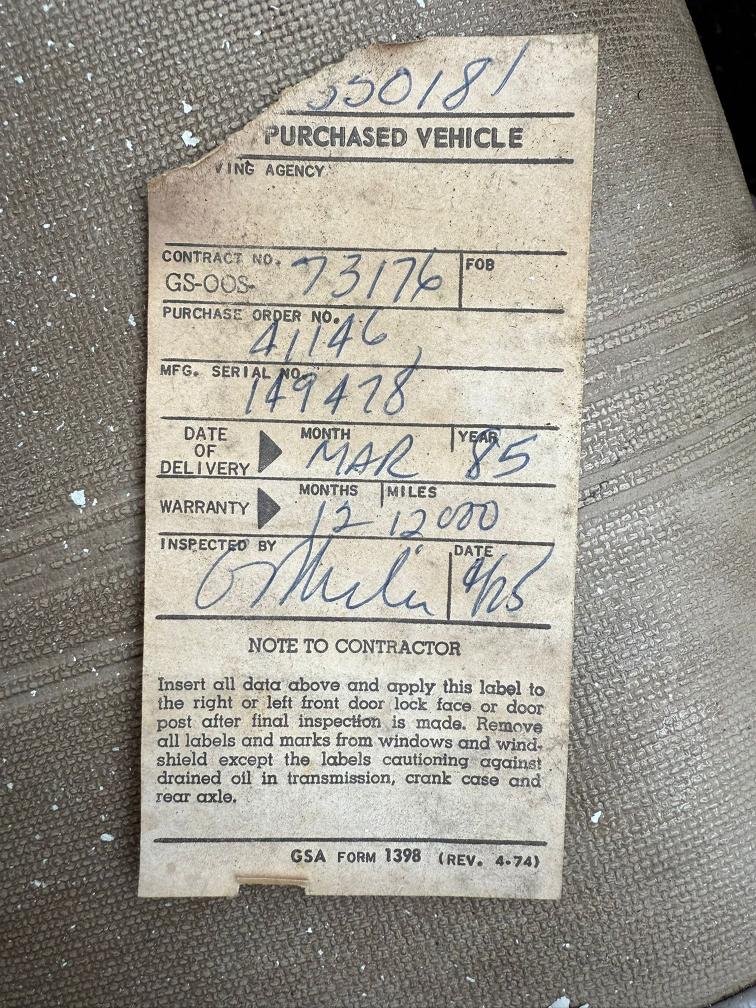 550181
PURCHASED VEHICLE
VING AGENCY
CONTRACT NO. FOB
GS-00S- 73176
PURCHASE ORDER NO.
41146
MFG. SERIAL NO.
149478
DATE OF DELIVERY MONTH YEAR
MAR 85
WARRANTY MONTHS MILES
12 12000
INSPECTED BY DATE
NOTE TO CONTRACTOR
Insert all data above and apply this label to
the right or left front door lock face or door
post after final inspection is made. Remove
all labels and marks from windows and wind-
shield except the labels cautioning against
drained oil in transmission, crank case and
rear axle.
GSA FORM 1398 (REV. 4-74)